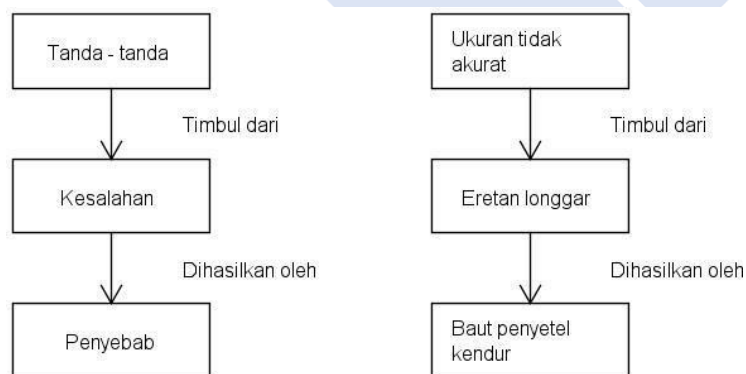 Tanda - tanda
Timbul dari
Kesalahan
Dihasilkan oleh
Penyebab
Ukuran tidak
akurat
Timbul dari
Eretan longgar
Dihasilkan oleh
Baut penyetel
kendur